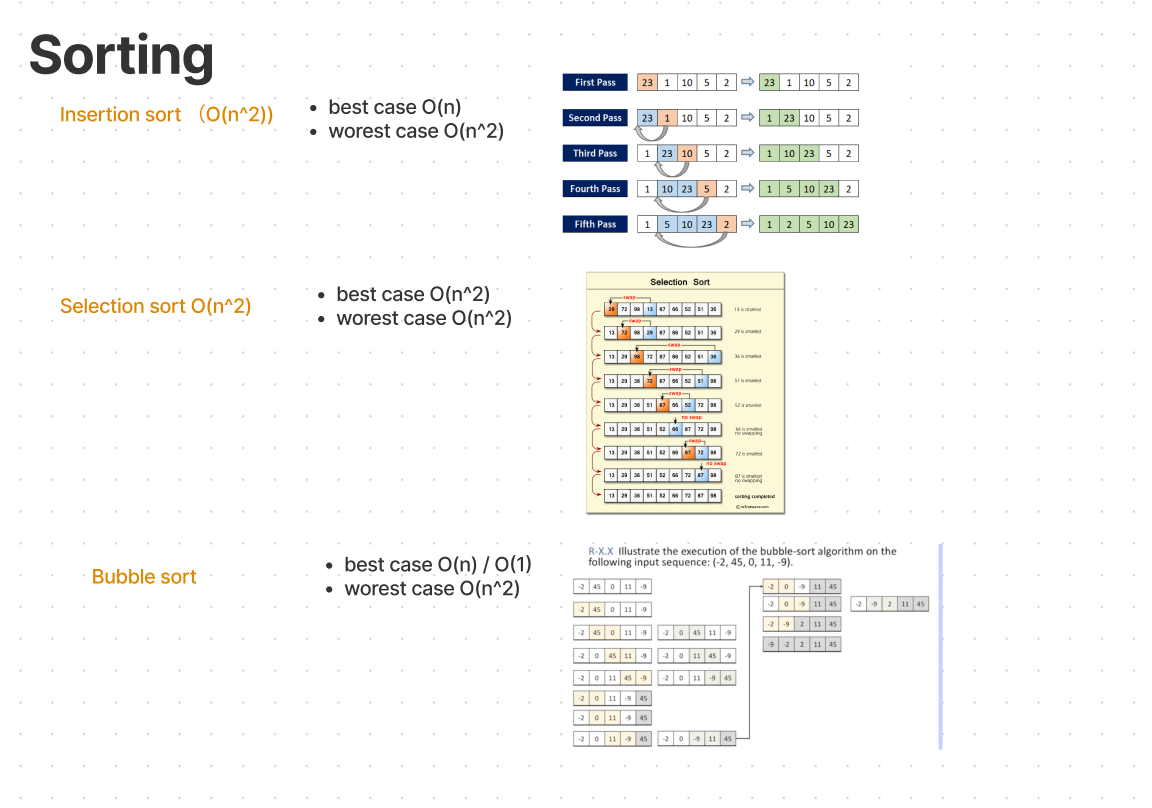 Sorting
Insertion sort （O(n^2))
• best case O(n)
• worest case O(n^2)
First Pass 23 1 10 5 2 23 1 10 5 2
Second Pass 23 1 10 5 2 1 23 10 5 2
Third Pass 1 23 10 5 2 1 10 23 5 2
Fourth Pass 1 10 23 5 2 1 5 10 23 2
Fifth Pass 1 5 10 23 2 1 2 5 10 23
Selection sort O(n^2)
• best case O(n^2)
• worest case O(n^2)
Selection Sort
swap
29 72 98 13 87 66 52 51 36 13 is smallest
swap
13 72 98 29 87 66 52 51 36 29 is smallest
swap
13 29 98 72 87 66 52 51 36 36 is smallest
swap
13 29 36 72 87 66 52 51 98 51 is smallest
swap
13 29 36 51 87 66 52 72 98 52 is smallest
no swap
13 29 36 51 52 66 87 72 98 66 is smallest
no swapping
swap
13 29 36 51 52 66 87 72 98 72 is smallest
no swap
13 29 36 51 52 66 72 87 98 87 is smallest
no swapping
13 29 36 51 52 66 72 87 98 sorting completed
© w3resource.com
Bubble sort
• best case O(n) / O(1)
• worest case O(n^2)
R-X.X Illustrate the execution of the bubble-sort algorithm on the
following input sequence: (-2, 45, 0, 11, -9).
-2 45 0 11 -9
-2 45 0 11 -9
-2 45 0 11 -9 -2 0 45 11 -9
-2 0 45 11 -9 -2 0 11 45 -9
-2 0 11 45 -9 -2 0 11 -9 45
-2 0 11 -9 45
-2 0 11 -9 45
-2 0 11 -9 45 -2 0 -9 11 45
-2 0 -9 11 45
-2 0 -9 11 45 -2 -9 2 11 45
-2 -9 2 11 45
-9 -2 2 11 45